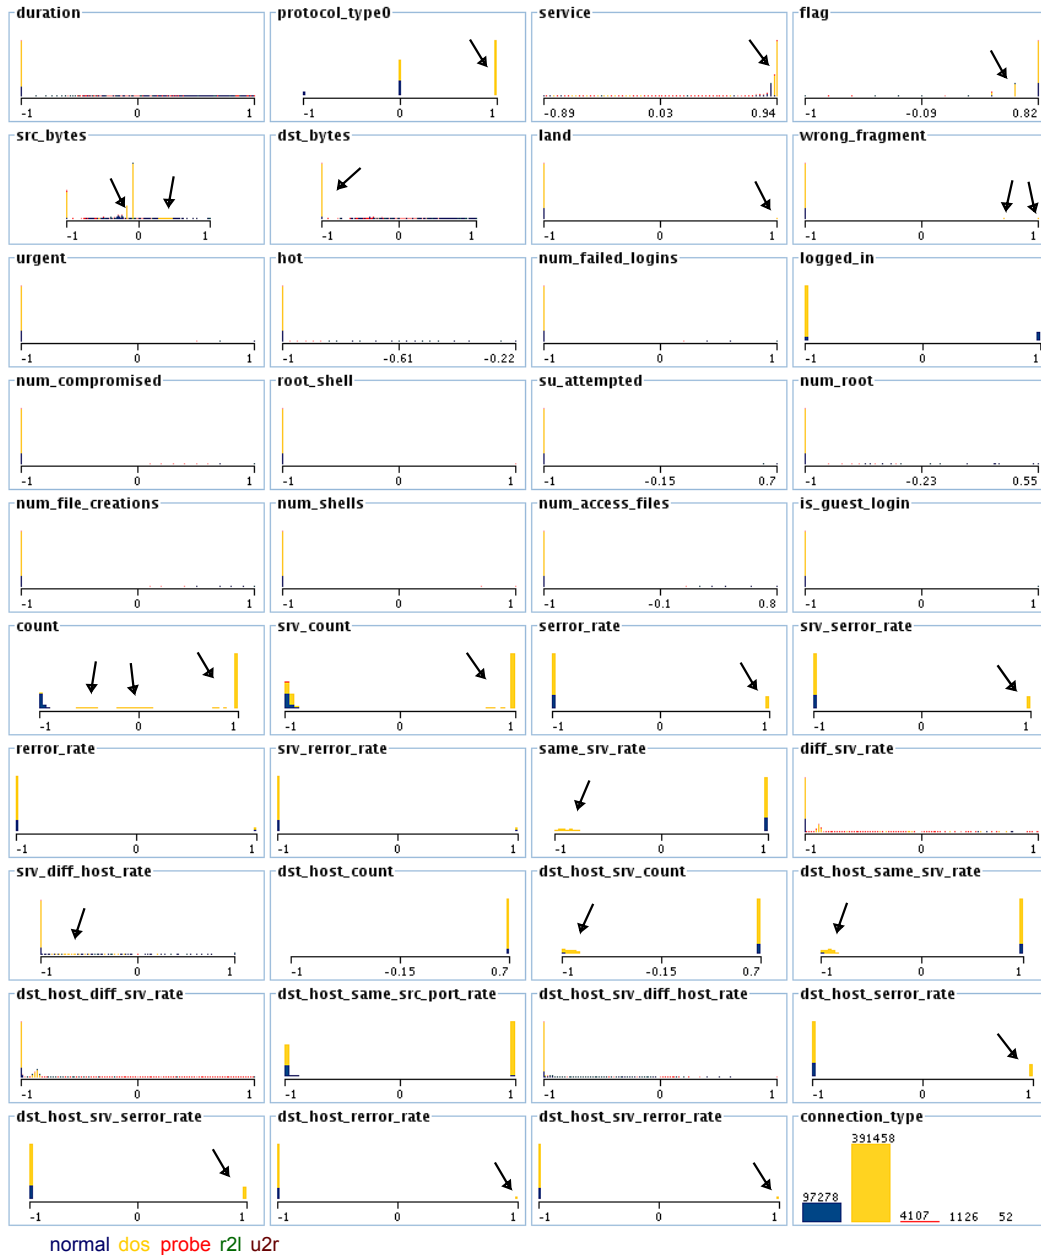 duration protocol_type0 service flag
-1 0 1 -1 0 1 -0.89 0.03 0.94 -1 -0.09 0.82
src_bytes dst_bytes land wrong_fragment
-1 0 1 -1 0 1 -1 0 1 -1 0 1
urgent hot num_failed_logins logged_in
-1 0 1 -1 -0.61 -0.22 -1 0 1 -1 0 1
num_compromised root_shell su_attempted num_root
-1 0 1 -1 0 1 -1 -0.15 0.7 -1 -0.23 0.55
num_file_creations num_shells num_access_files is_guest_login
-1 0 1 -1 0 1 -1 -0.1 0.8 -1 0 1
count srv_count serror_rate srv_serror_rate
-1 0 1 -1 0 1 -1 0 1 -1 0 1
rerror_rate srv_rerror_rate same_srv_rate diff_srv_rate
-1 0 1 -1 0 1 -1 0 1 -1 0 1
srv_diff_host_rate dst_host_count dst_host_srv_count dst_host_same_srv_rate
-1 0 1 -1 -0.15 0.7 -1 -0.15 0.7 -1 0 1
dst_host_diff_srv_rate dst_host_same_src_port_rate dst_host_srv_diff_host_rate dst_host_serror_rate
-1 0 1 -1 0 1 -1 0 1 -1 0 1
dst_host_srv_serror_rate dst_host_rerror_rate dst_host_srv_rerror_rate connection_type
391458
97278
4107 1126 52
-1 0 1 -1 0 1 -1 0 1
normal dos probe r2l u2r